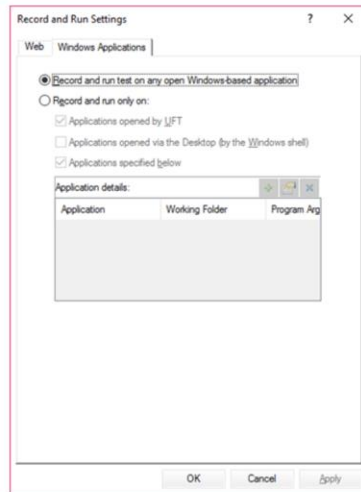 Record and Run Settings
? X
Web Windows Applications
Record and run test on any open Windows-based application
Record and run only on:
Applications opened by UFT
Applications opened via the Desktop (by the Windows shell)
Applications specified below
Application details:
Application Working Folder Program Arg
OK Cancel Apply